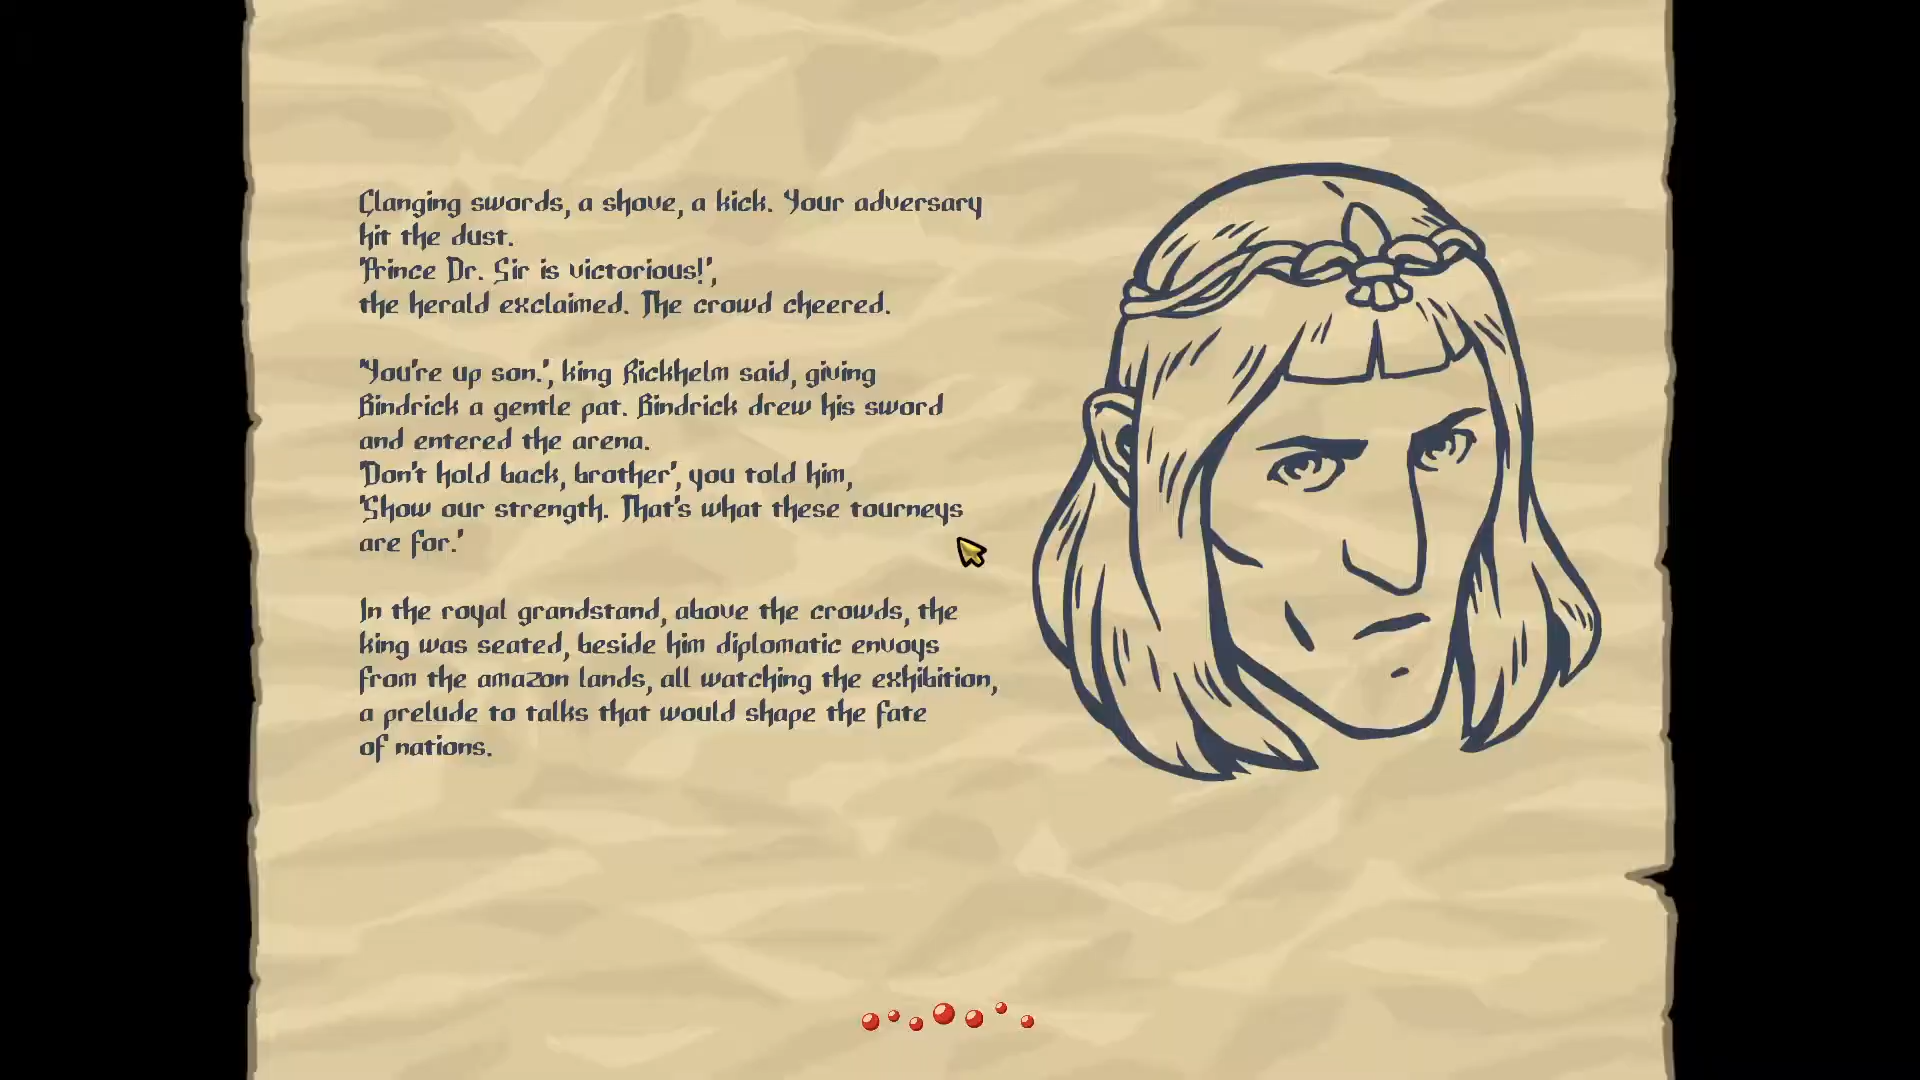 Clanging swords, a shove, a kick. Your adversary
hit the dust.
'Prince Dr. Sir is victorious!',
the herald exclaimed. The crowd cheered.
'You're up son.', king Rickhelm said, giving
Bindrick a gentle pat. Bindrick drew his sword
and entered the arena.
'Don't hold back, brother', you told him,
'Show our strength. That's what these tourneys
are for.'
In the royal grandstand, above the crowds, the
king was seated, beside him diplomatic envoys
from the amazon lands, all watching the exhibition,
a prelude to talks that would shape the fate
of nations.